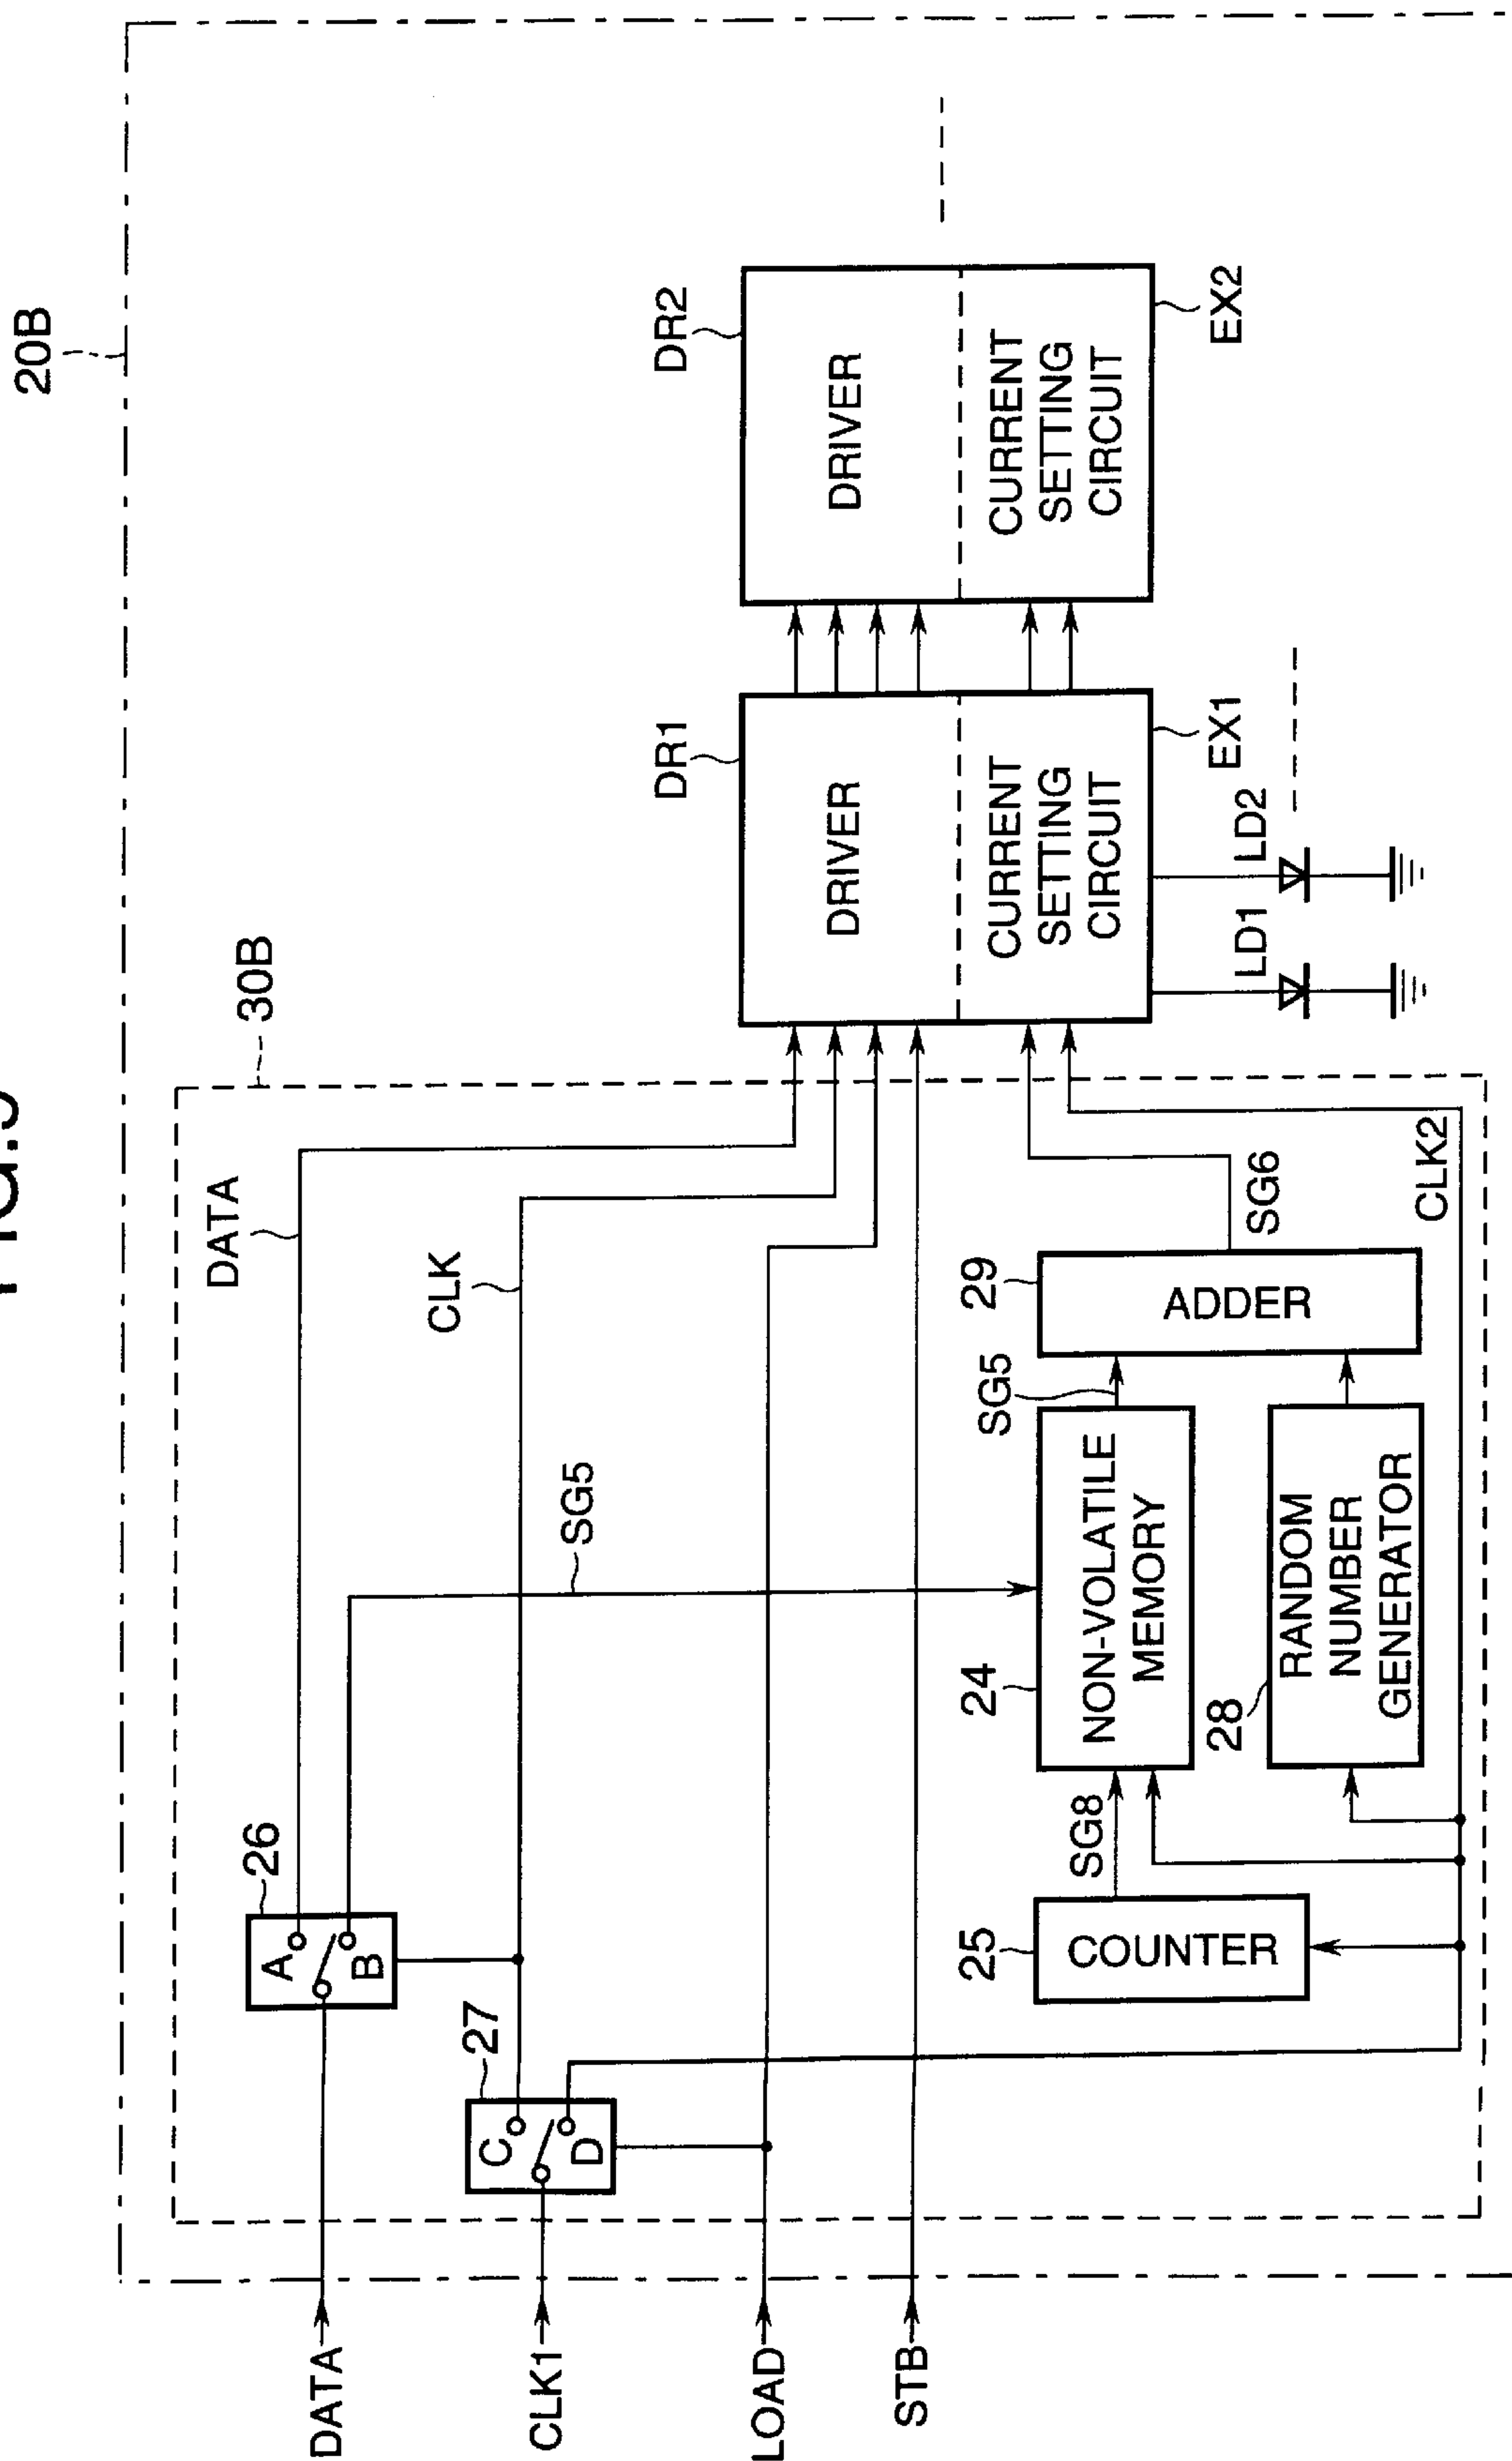 20B
30B
DATA
CLK1
LOAD
STB
26
A
B
27
C
D
DATA
CLK
SG5
25
COUNTER
SG8
24
NON-VOLATILE
MEMORY
28
RANDOM
NUMBER
GENERATOR
SG5
29
ADDER
SG6
CLK2
DR1
DRIVER
CURRENT
SETTING
CIRCUIT
EX1
LD1
LD2
DR2
DRIVER
CURRENT
SETTING
CIRCUIT
EX2